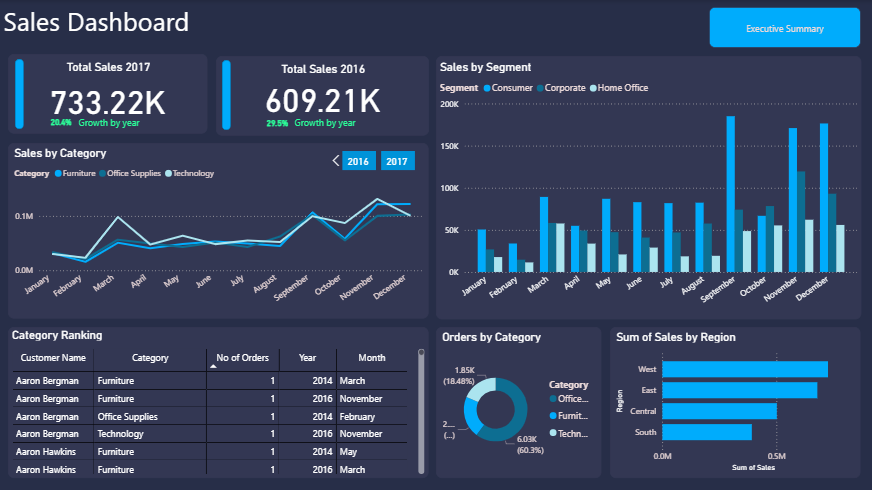 Sales Dashboard
Executive Summary
Total Sales 2017
733.22K
20.4% Growth by year
Total Sales 2016
609.21K
29.5% Growth by year
Sales by Category
2016 2017
Category Furniture Office Supplies Technology
0.1M
0.0M
January February March April May June July August September October November December
Sales by Segment
Segment Consumer Corporate Home Office
200K
150K
100K
50K
0K
January February March April May June July August September October November December
Category Ranking
Customer Name Category No of Orders Year Month
Aaron Bergman Furniture 1 2014 March
Aaron Bergman Furniture 1 2016 November
Aaron Bergman Office Supplies 1 2014 February
Aaron Bergman Technology 1 2016 November
Aaron Hawkins Furniture 1 2014 May
Aaron Hawkins Furniture 1 2016 March
Orders by Category
1.85K
(18.48%)
2....
(...)
6.03K
(60.3%)
Category
Office...
Furnit...
Techn...
Sum of Sales by Region
Region
West
East
Central
South
0.0M 0.5M
Sum of Sales